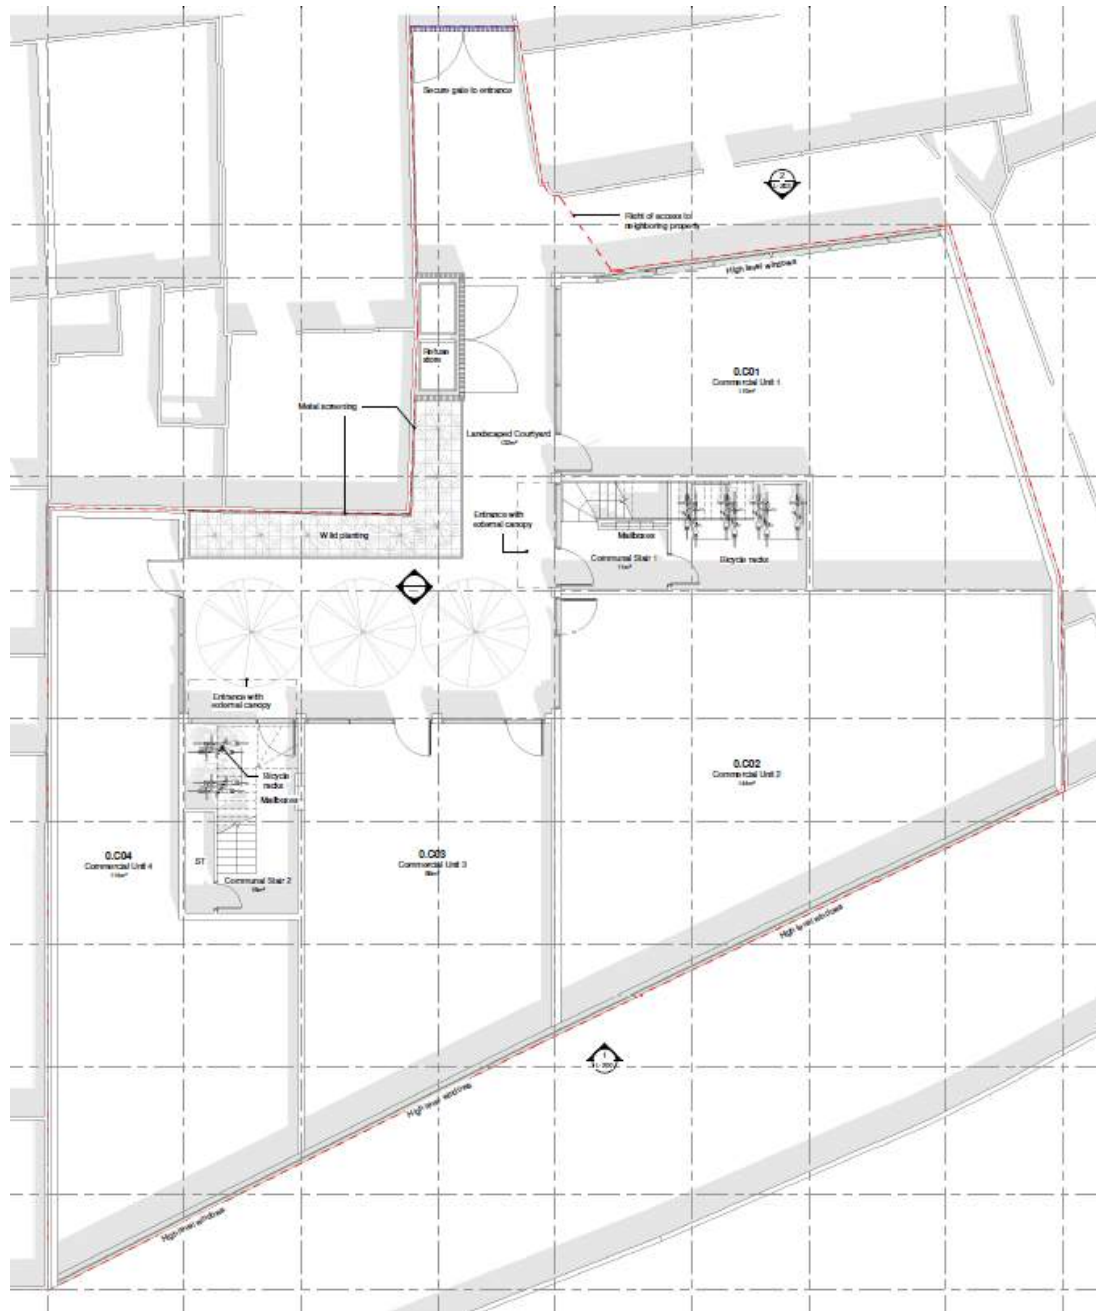 Secure gate to entrance
2
Right of access to
neighboring property
High level windows
Refuse
store
0.C01
Commercial Unit 1
Metal screening
Landscaped Courtyard
Entrance with
external canopy
Mailboxes
Wild planting
Communal Stair 1
Bicycle racks
Entrance with
external canopy
0.C02
Commercial Unit 2
Bicycle
racks
Mailboxes
0.C04
Commercial Unit 4
ST
0.C03
Commercial Unit 3
Communal Stair 2
High level windows
1
High level windows
High level windows